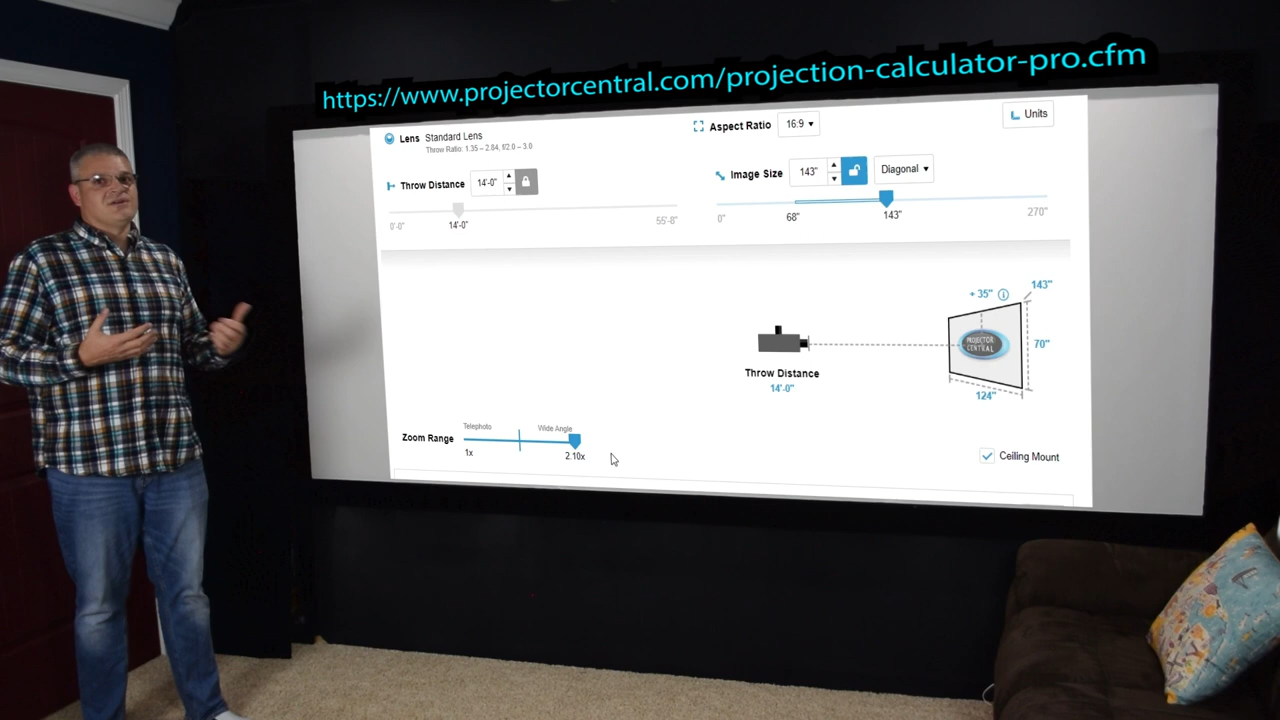 https://www.projectorcentral.com/projection-calculator-pro.cfm
Lens Standard Lens
Throw Ratio: 1.35 – 2.84, f/2.0 – 3.0
Aspect Ratio 16:9
Units
Throw Distance 14'-0"
Image Size 143" Diagonal
0'-0" 14'-0" 55'-8"
0" 68" 143" 270"
+ 35" 143"
PROJECTOR
CENTRAL
70"
Throw Distance
14'-0"
124"
Telephoto Wide Angle
Zoom Range
1x 2.10x
Ceiling Mount